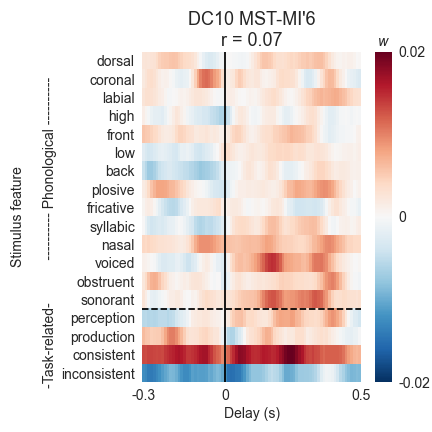 DC10 MST-MI'6
r = 0.07
w
dorsal
coronal
labial
high
front
low
back
plosive
fricative
syllabic
nasal
voiced
obstruent
sonorant
perception
production
consistent
inconsistent
Stimulus feature
---------- Phonological ----------
-Task-related-
-0.3
0
0.5
Delay (s)
0.02
0
-0.02